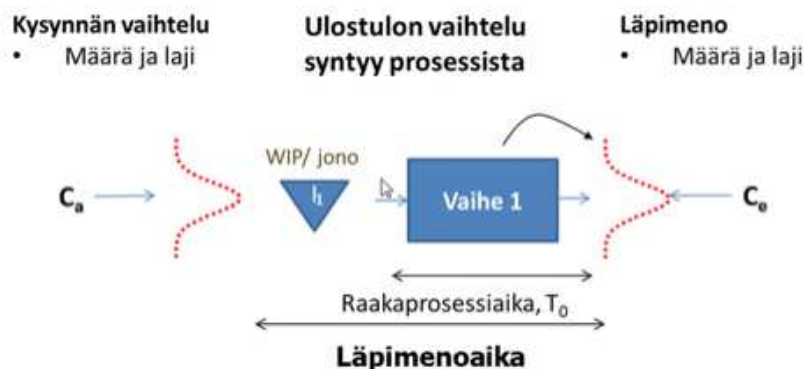 Kysynnän vaihtelu
• Määrä ja laji
Ulostulon vaihtelu
syntyy prosessista
Läpimeno
• Määrä ja laji
WIP/ jono
Cₐ
I₁
Vaihe 1
Cₑ
Raakaprosessiaika, T₀
Läpimenoaika